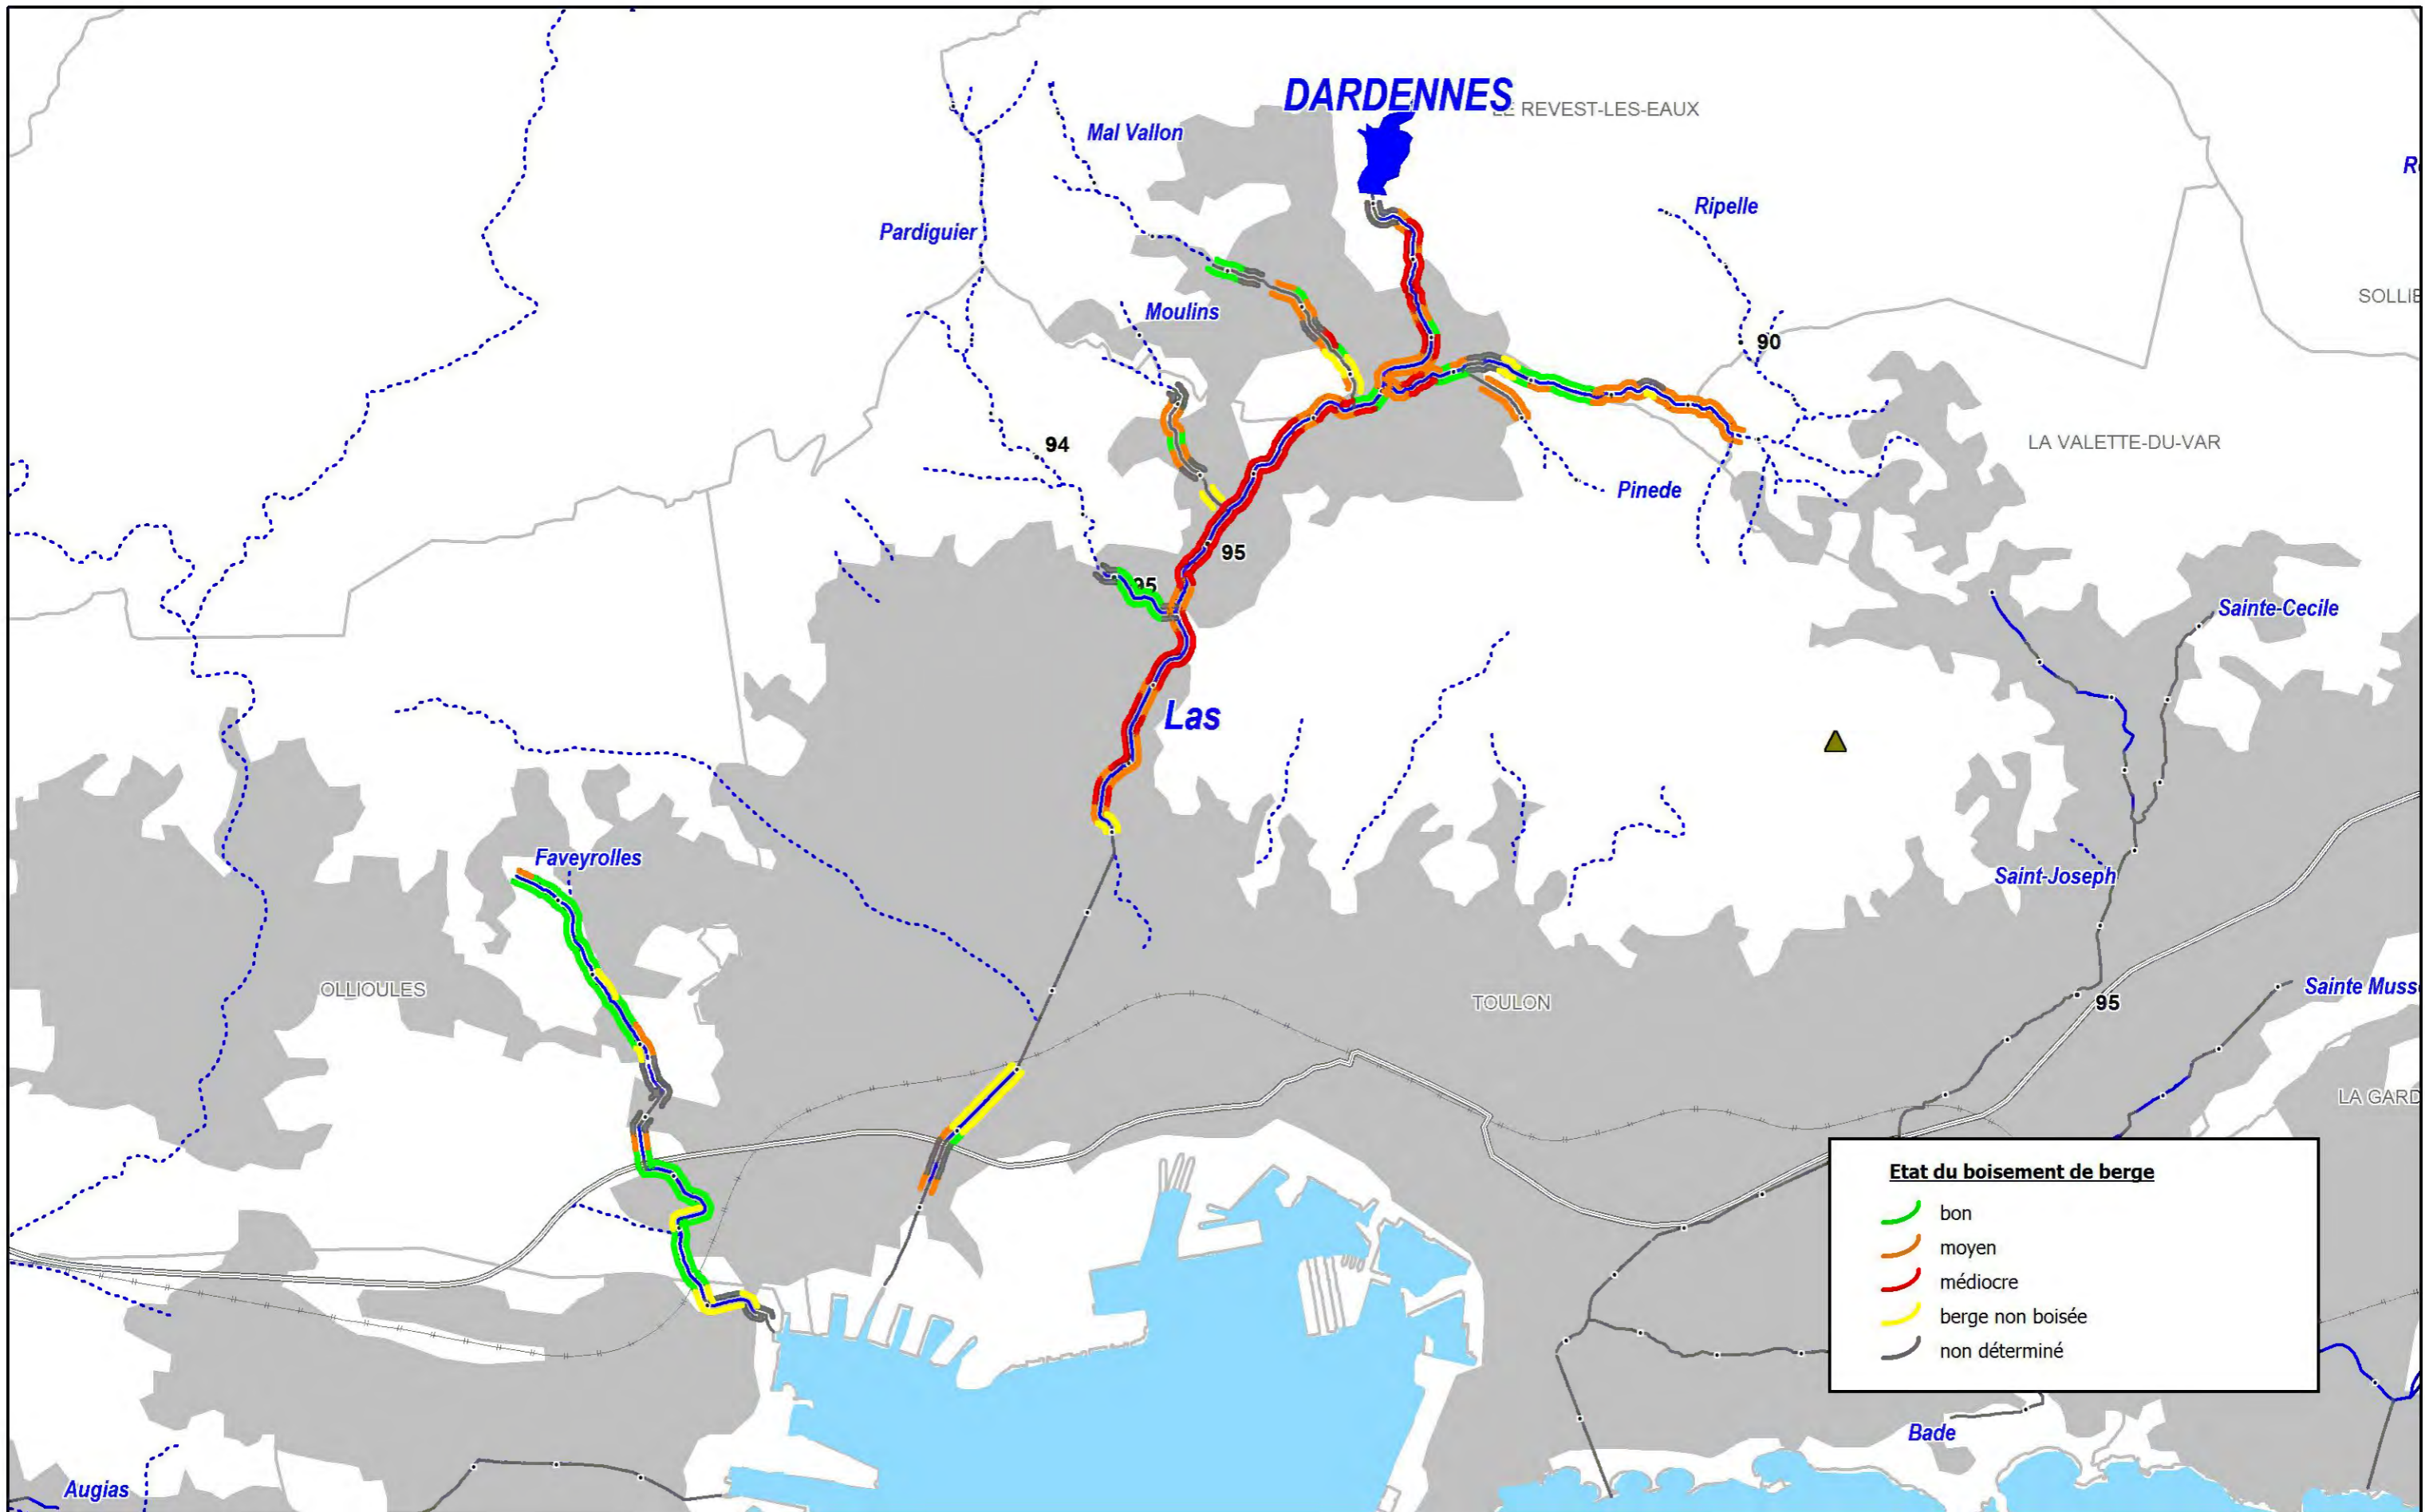 DARDENNES
LE REVEST-LES-EAUX
Mal Vallon
Ripelle
Pardiguier
SOLLIE
Moulins
90
94
LA VALETTE-DU-VAR
Pinede
95
95
Sainte-Cecile
Las
Faveyrolles
Saint-Joseph
OLLIOULES
TOULON
Sainte Muss
95
LA GARD
Etat du boisement de berge
bon
moyen
médiocre
berge non boisée
non déterminé
Bade
Augias